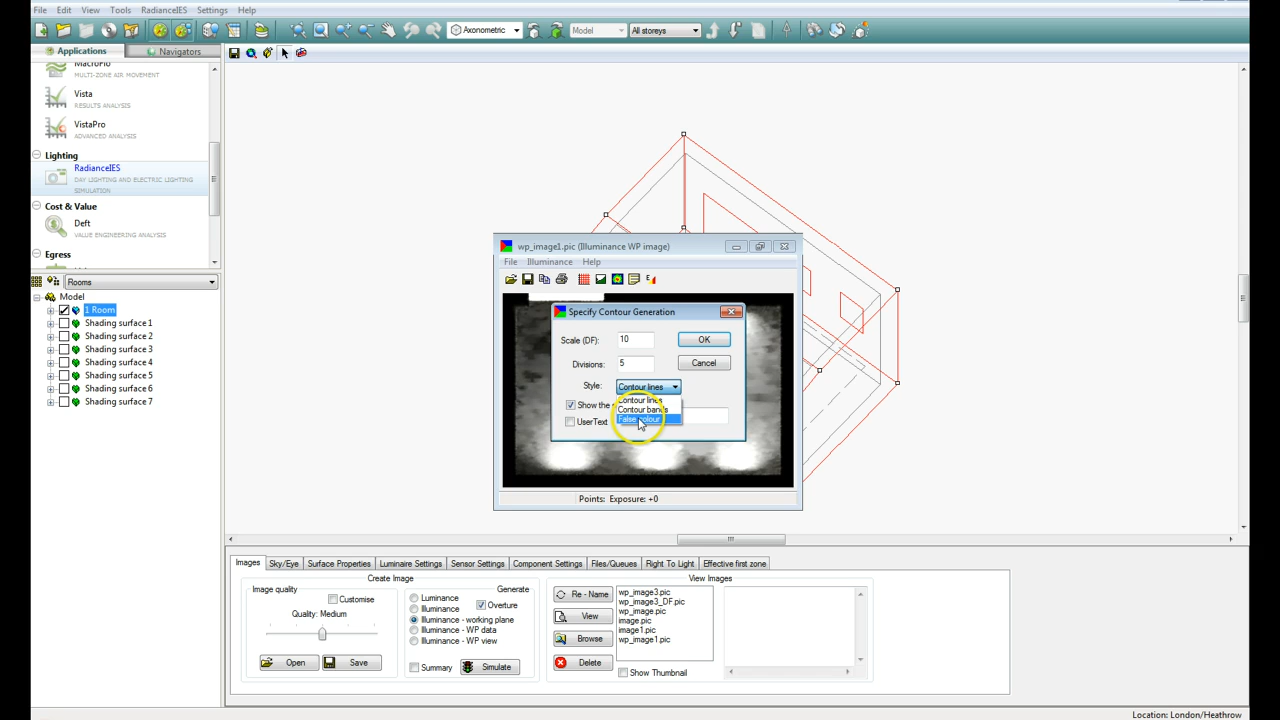 File Edit View Tools RadianceIES Settings Help
Axonometric Model All storeys
Applications Navigators
MacroFlo
MULTI-ZONE AIR MOVEMENT
Vista
RESULTS ANALYSIS
VistaPro
ADVANCED ANALYSIS
Lighting
RadianceIES
DAY LIGHTING AND ELECTRIC LIGHTING
SIMULATION
Cost & Value
Deft
VALUE ENGINEERING ANALYSIS
Egress
Rooms
Model
1 Room
Shading surface 1
Shading surface 2
Shading surface 3
Shading surface 4
Shading surface 5
Shading surface 6
Shading surface 7
wp_image1.pic (Illuminance WP image)
File Illuminance Help
Specify Contour Generation
Scale (DF): 10 OK
Divisions: 5 Cancel
Style: Contour lines
Contour lines
Contour bands
False colour
Show the
UserText
Points: Exposure: +0
Images Sky/Eye Surface Properties Luminaire Settings Sensor Settings Component Settings Files/Queues Right To Light Effective first zone
Create Image
Image quality
Customise
Quality: Medium
Open Save
Generate
Luminance
Illuminance
Overture
Illuminance - working plane
Illuminance - WP data
Illuminance - WP view
Summary Simulate
View Images
Re - Name
View
Browse
Delete
wp_image3.pic
wp_image3_DF.pic
wp_image.pic
image.pic
image1.pic
wp_image1.pic
Show Thumbnail
Location: London/Heathrow